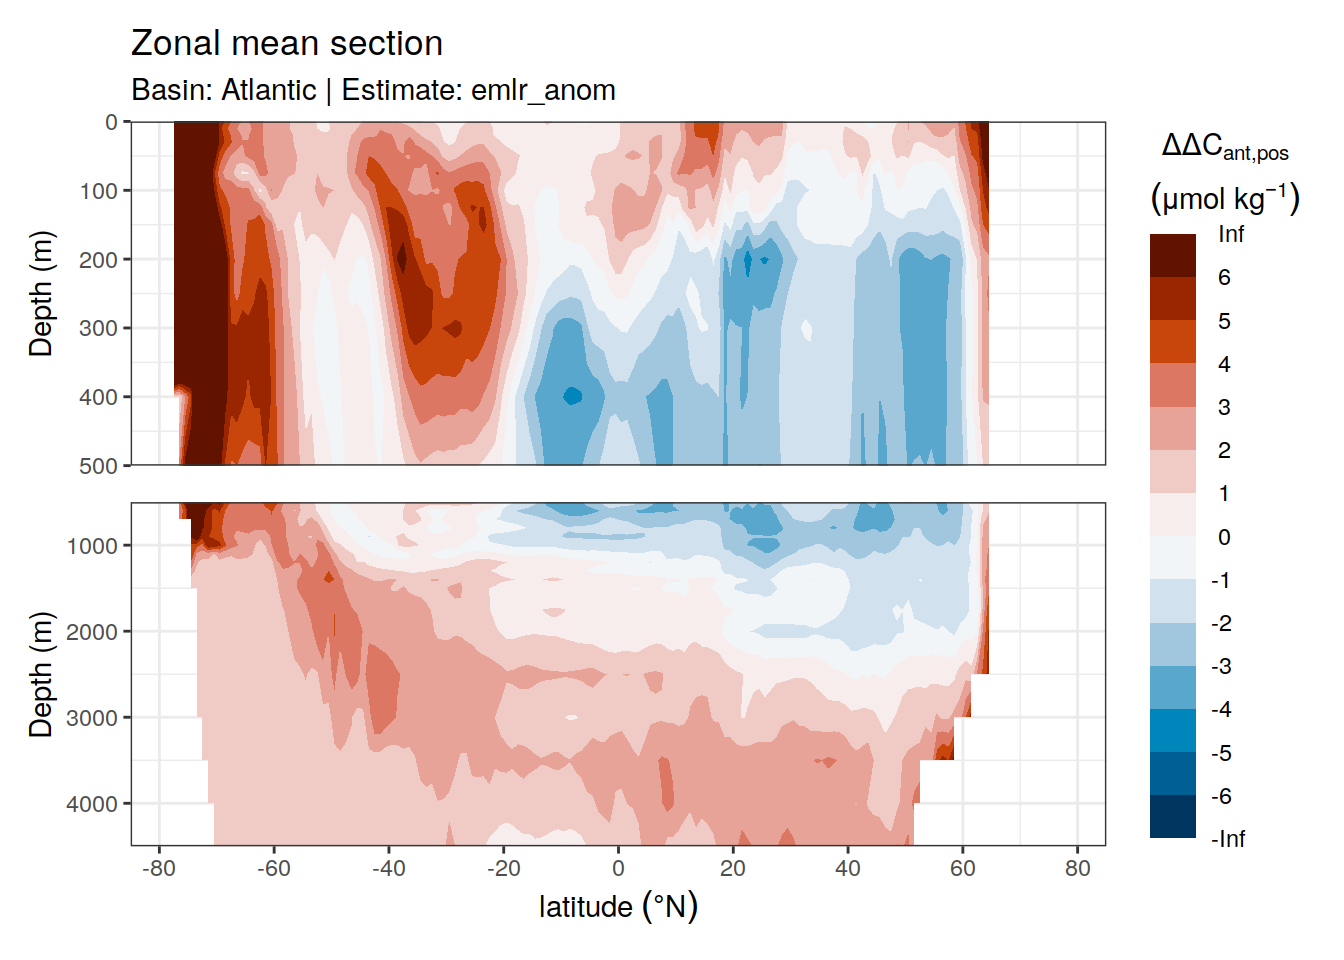 Zonal mean section
Basin: Atlantic | Estimate: emlr_anom
ΔΔCant,pos
(μmol kg⁻¹)
Inf
6
5
4
3
2
1
0
-1
-2
-3
-4
-5
-6
-Inf
Depth (m)
0
100
200
300
400
500
Depth (m)
1000
2000
3000
4000
-80 -60 -40 -20 0 20 40 60 80
latitude (°N)